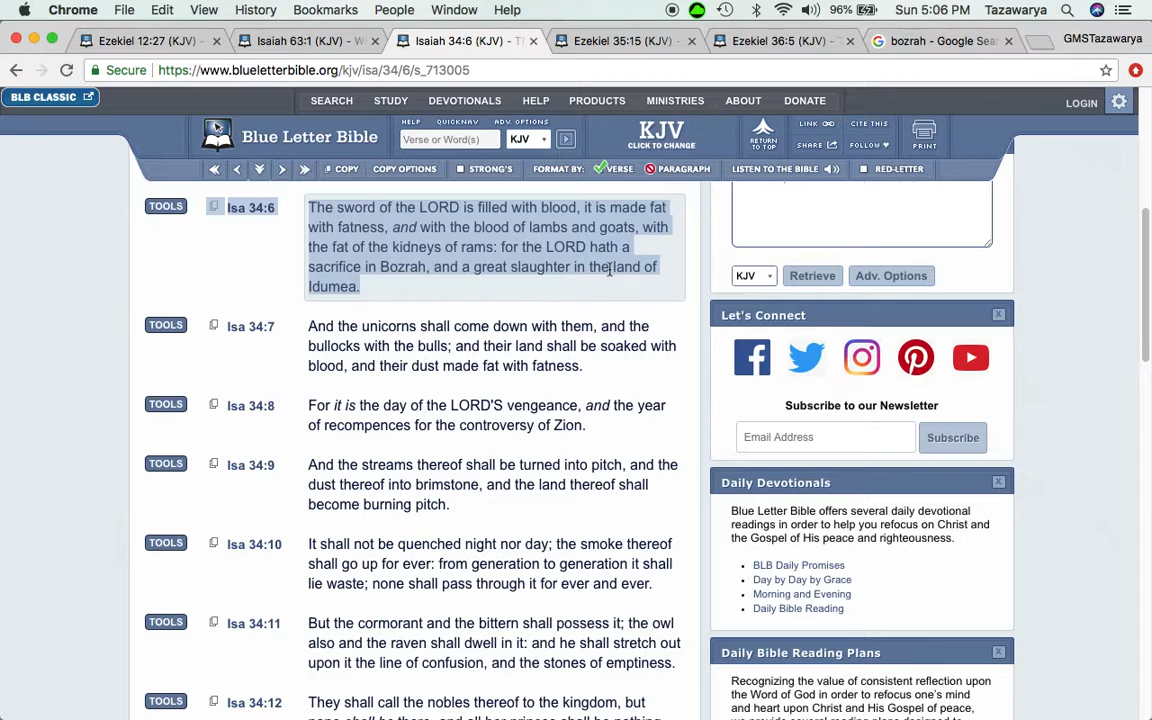 Chrome File Edit View History Bookmarks People Window Help 96% Sun 5:06 PM Tazawarya
Ezekiel 12:27 (KJV) - T
Isaiah 63:1 (KJV) - W
Isaiah 34:6 (KJV) - Th
Ezekiel 35:15 (KJV) -
Ezekiel 36:5 (KJV) - T
bozrah - Google Sea
GMSTazawarya
Secure https://www.blueletterbible.org/kjv/isa/34/6/s_713005
BLB CLASSIC
SEARCH STUDY DEVOTIONALS HELP PRODUCTS MINISTRIES ABOUT DONATE LOGIN
Blue Letter Bible
HELP QUICKNAV ADV. OPTIONS
Verse or Word(s) KJV
KJV
CLICK TO CHANGE
RETURN
TO TOP
LINK CITE THIS
SHARE FOLLOW
PRINT
COPY COPY OPTIONS STRONG'S FORMAT BY: VERSE PARAGRAPH LISTEN TO THE BIBLE RED-LETTER
TOOLS Isa 34:6 The sword of the LORD is filled with blood, it is made fat
with fatness, and with the blood of lambs and goats, with
the fat of the kidneys of rams: for the LORD hath a
sacrifice in Bozrah, and a great slaughter in the land of
Idumea.
TOOLS Isa 34:7 And the unicorns shall come down with them, and the
bullocks with the bulls; and their land shall be soaked with
blood, and their dust made fat with fatness.
TOOLS Isa 34:8 For it is the day of the LORD'S vengeance, and the year
of recompences for the controversy of Zion.
TOOLS Isa 34:9 And the streams thereof shall be turned into pitch, and the
dust thereof into brimstone, and the land thereof shall
become burning pitch.
TOOLS Isa 34:10 It shall not be quenched night nor day; the smoke thereof
shall go up for ever: from generation to generation it shall
lie waste; none shall pass through it for ever and ever.
TOOLS Isa 34:11 But the cormorant and the bittern shall possess it; the owl
also and the raven shall dwell in it: and he shall stretch out
upon it the line of confusion, and the stones of emptiness.
TOOLS Isa 34:12 They shall call the nobles thereof to the kingdom, but
none shall be there, and all her princes shall be nothing.
KJV Retrieve Adv. Options
Let's Connect
Subscribe to our Newsletter
Email Address Subscribe
Daily Devotionals
Blue Letter Bible offers several daily devotional
readings in order to help you refocus on Christ and
the Gospel of His peace and righteousness.
BLB Daily Promises
Day by Day by Grace
Morning and Evening
Daily Bible Reading
Daily Bible Reading Plans
Recognizing the value of consistent reflection upon
the Word of God in order to refocus one's mind
and heart upon Christ and His Gospel of peace,
we provide several reading plans designed to